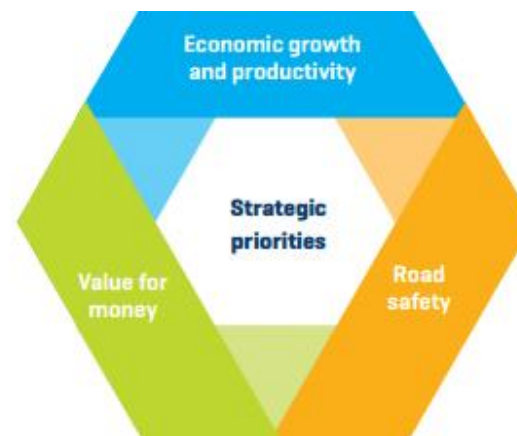 Economic growth
and productivity
Strategic
priorities
Value for
money
Road
safety